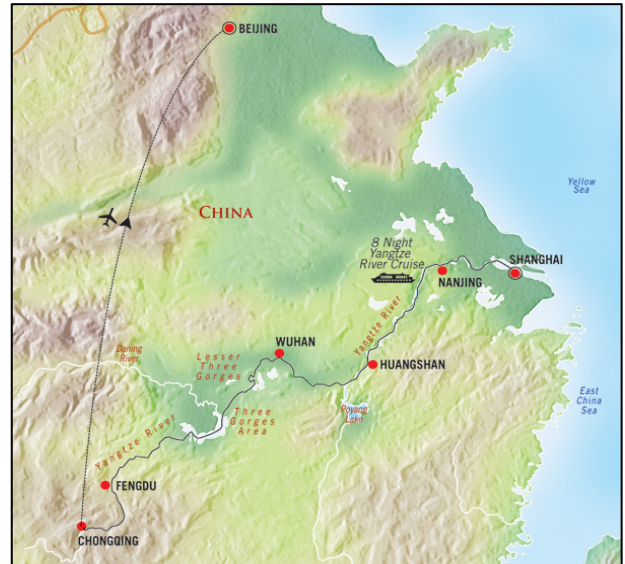 BEIJING
CHINA
Yellow
Sea
8 Night
Yangtze
River Cruise
SHANGHAI
NANJING
Yangtze River
WUHAN
Daning
River
Lesser
Three
Gorges
HUANGSHAN
East
China
Sea
Three
Gorges
Area
Poyang
Lake
Yangtze River
FENGDU
CHONGQING